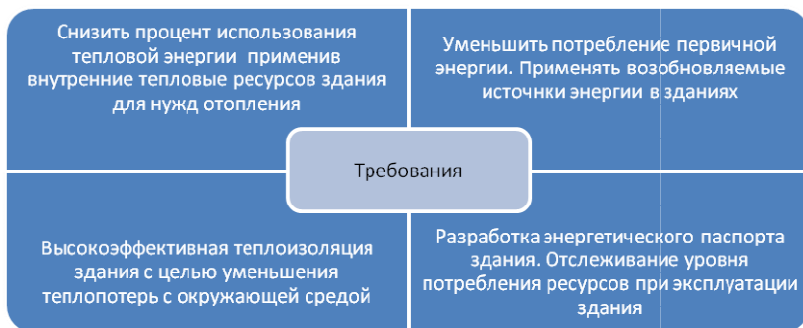 Снизить процент использования
тепловой энергии применив
внутренние тепловые ресурсов здания
для нужд отопления
Уменьшить потребление первичной
энергии. Применять возобновляемые
источнки энергии в зданиях
Требования
Высокоэффективная теплоизоляция
здания с целью уменьшения
теплопотерь с окружающей средой
Разработка энергетического паспорта
здания. Отслеживание уровня
потребления ресурсов при эксплуатации
здания